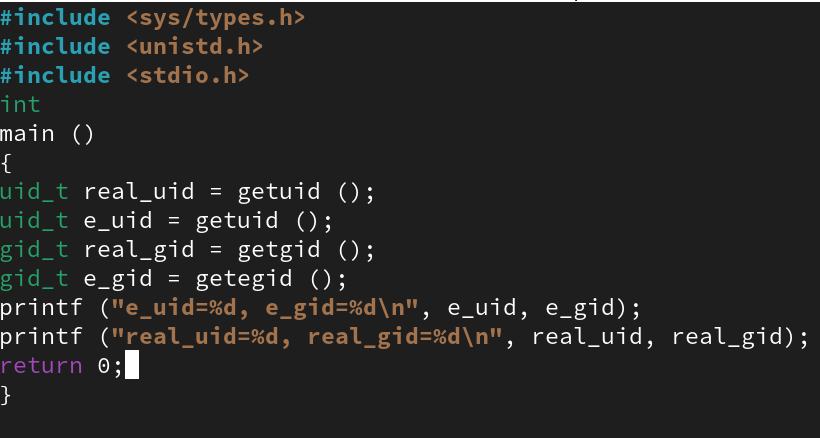 #include <sys/types.h>
#include <unistd.h>
#include <stdio.h>
int
main ()
{
uid_t real_uid = getuid ();
uid_t e_uid = getuid ();
gid_t real_gid = getgid ();
gid_t e_gid = getegid ();
printf ("e_uid=%d, e_gid=%d\n", e_uid, e_gid);
printf ("real_uid=%d, real_gid=%d\n", real_uid, real_gid);
return 0;
}